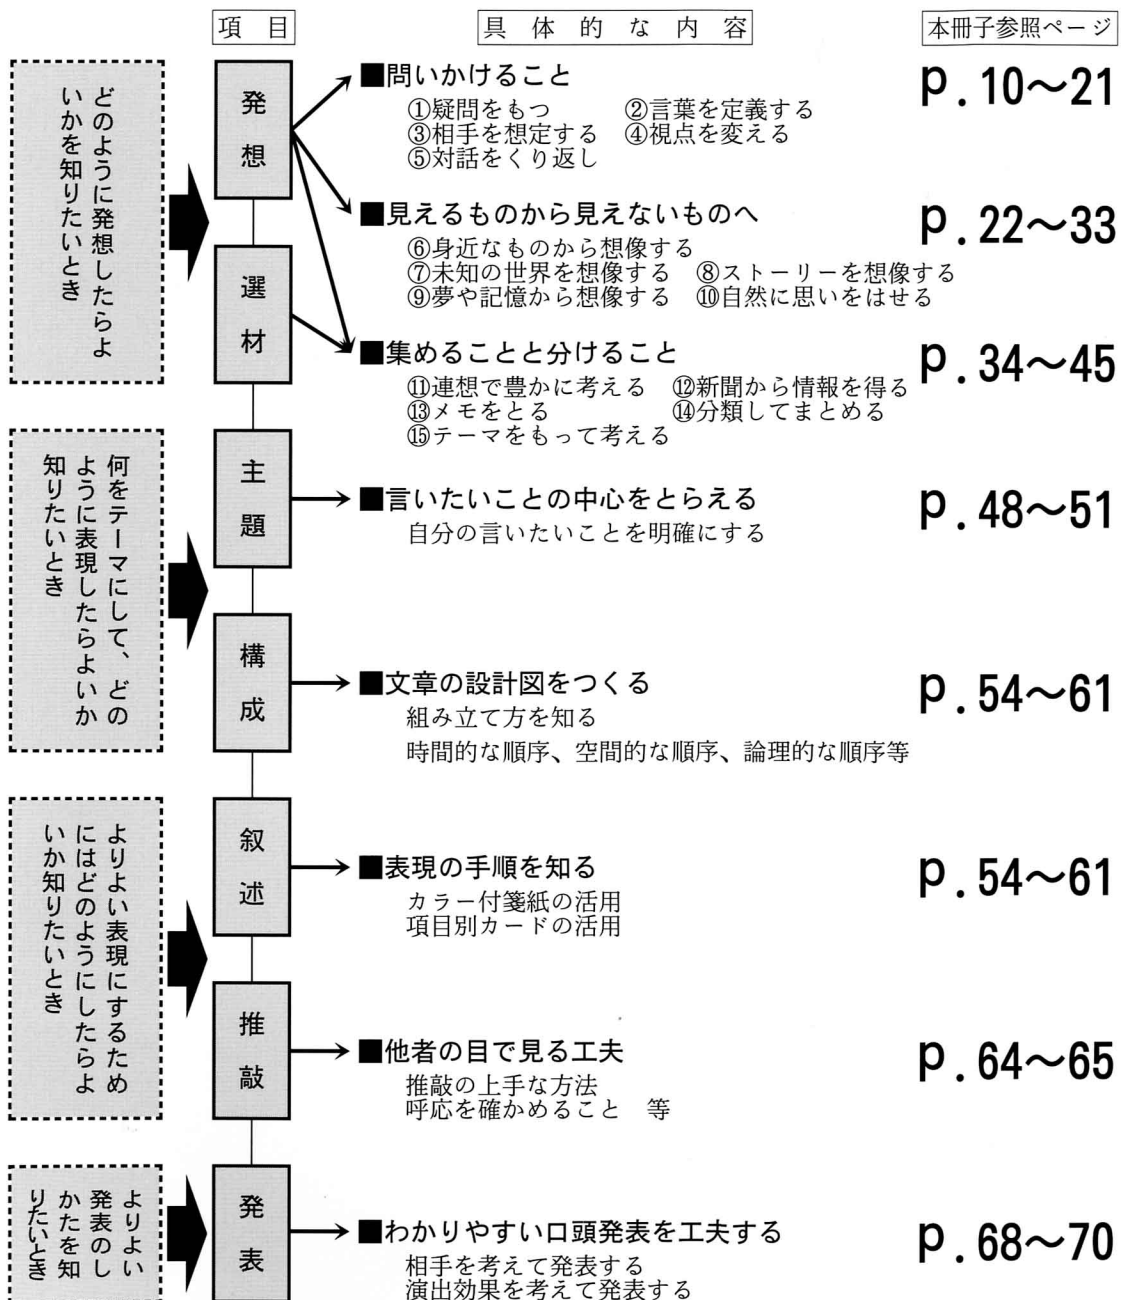 項目
具体的な内容
本冊子参照ページ
どのように発想したらよ
いかを知りたいとき
発想
■問いかけること
①疑問をもつ ②言葉を定義する
③相手を想定する ④視点を変える
⑤対話をくり返し
p.10〜21
■見えるものから見えないものへ
⑥身近なものから想像する
⑦未知の世界を想像する ⑧ストーリーを想像する
⑨夢や記憶から想像する ⑩自然に思いをはせる
p.22〜33
選材
■集めることと分けること
⑪連想で豊かに考える ⑫新聞から情報を得る
⑬メモをとる ⑭分類してまとめる
⑮テーマをもって考える
p.34〜45
何をテーマにして、どの
ように表現したらよいか
知りたいとき
主題
■言いたいことの中心をとらえる
自分の言いたいことを明確にする
p.48〜51
構成
■文章の設計図をつくる
組み立て方を知る
時間的な順序、空間的な順序、論理的な順序等
p.54〜61
よりよい表現にするため
にはどのようにしたらよ
いか知りたいとき
叙述
■表現の手順を知る
カラー付箋紙の活用
項目別カードの活用
p.54〜61
推敲
■他者の目で見る工夫
推敲の上手な方法
呼応を確かめること 等
p.64〜65
よりよい
発表のし
かたを知
りたいとき
発表
■わかりやすい口頭発表を工夫する
相手を考えて発表する
演出効果を考えて発表する
p.68〜70